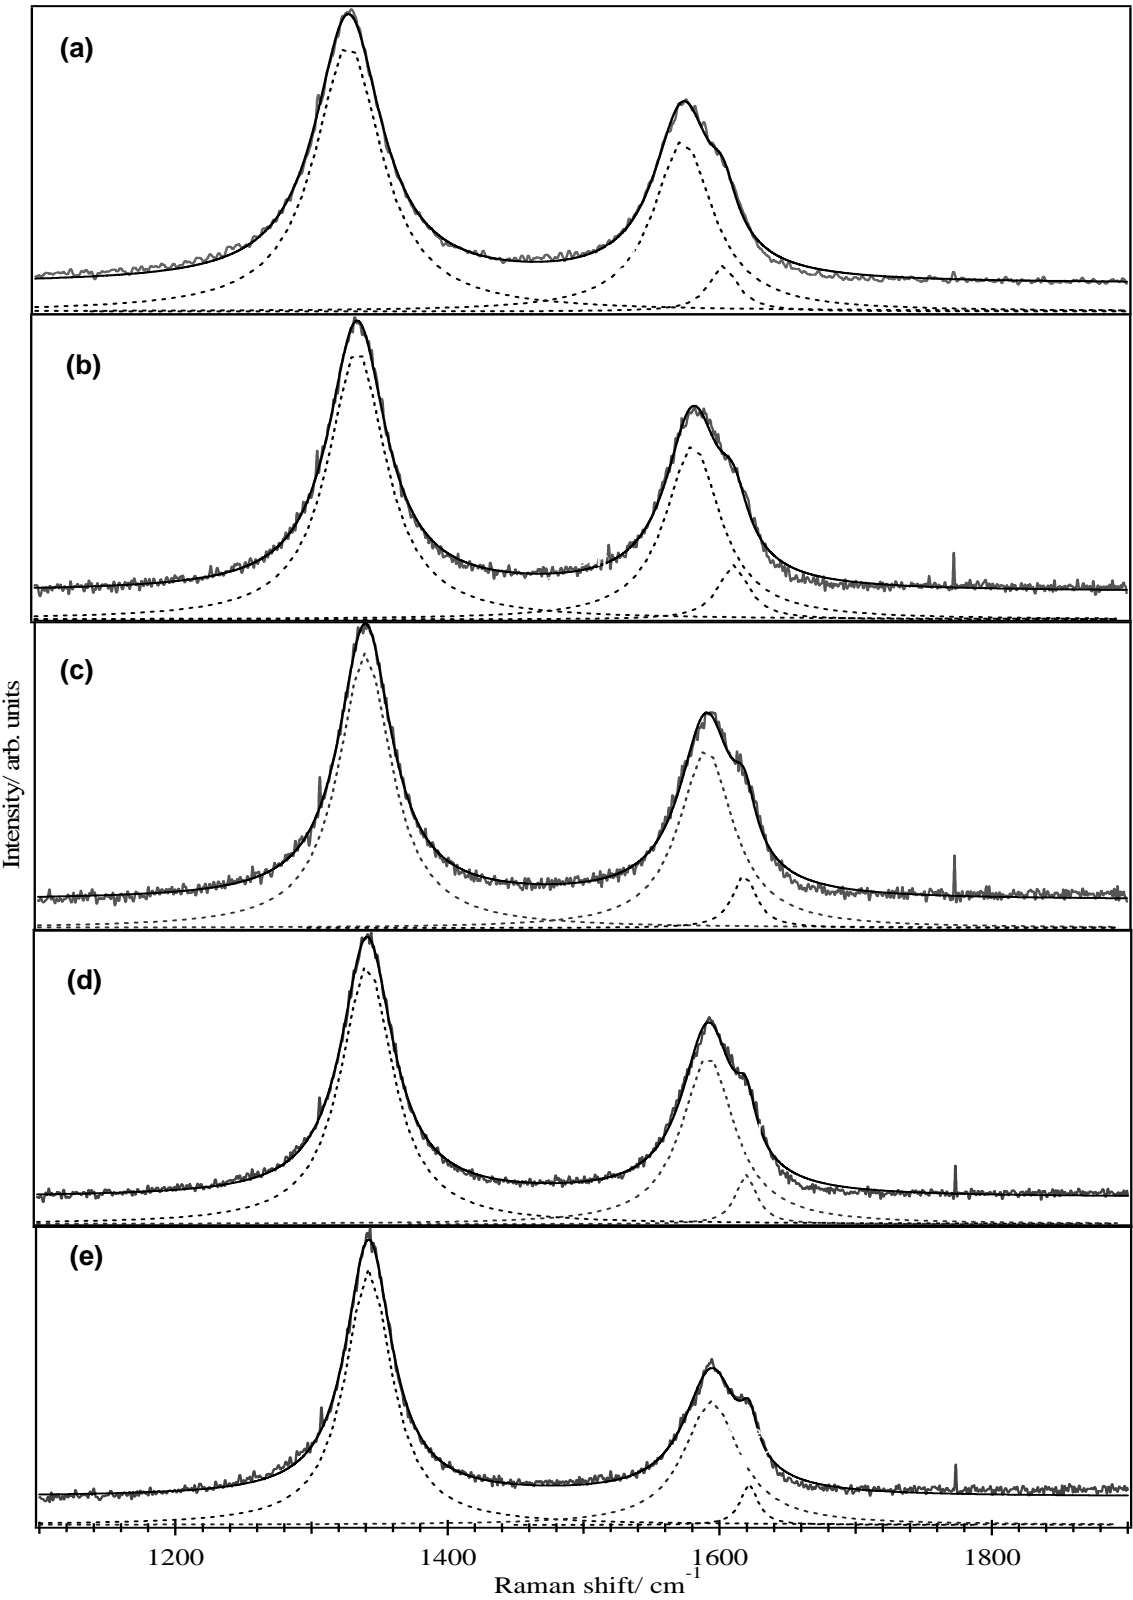 (a)
(b)
(c)
Intensity/ arb. units
(d)
(e)
1200 1400 1600 1800
Raman shift/ cm-1